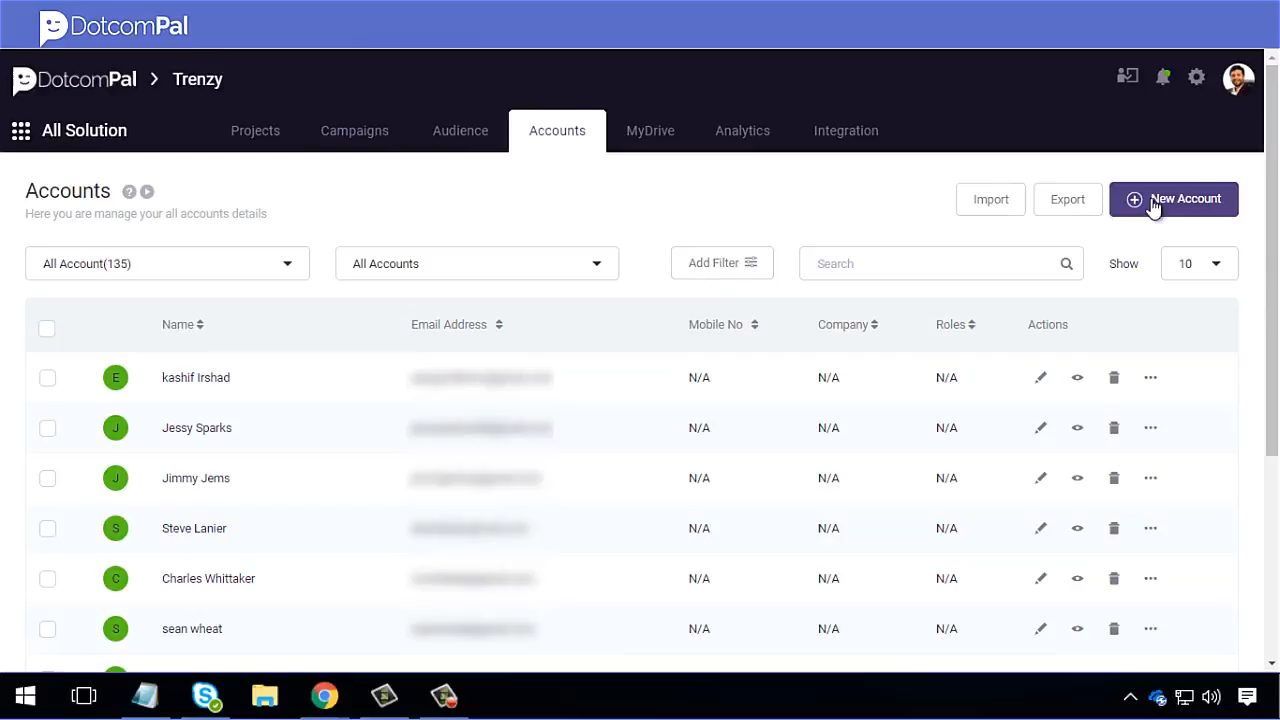 DotcomPal
DotcomPal > Trenzy
All Solution Projects Campaigns Audience Accounts MyDrive Analytics Integration
Accounts
Here you are manage your all accounts details
Import Export New Account
All Account(135) All Accounts Add Filter Search Show 10
Name Email Address Mobile No Company Roles Actions
E kashif Irshad N/A N/A N/A
J Jessy Sparks N/A N/A N/A
J Jimmy Jems N/A N/A N/A
S Steve Lanier N/A N/A N/A
C Charles Whittaker N/A N/A N/A
S sean wheat N/A N/A N/A